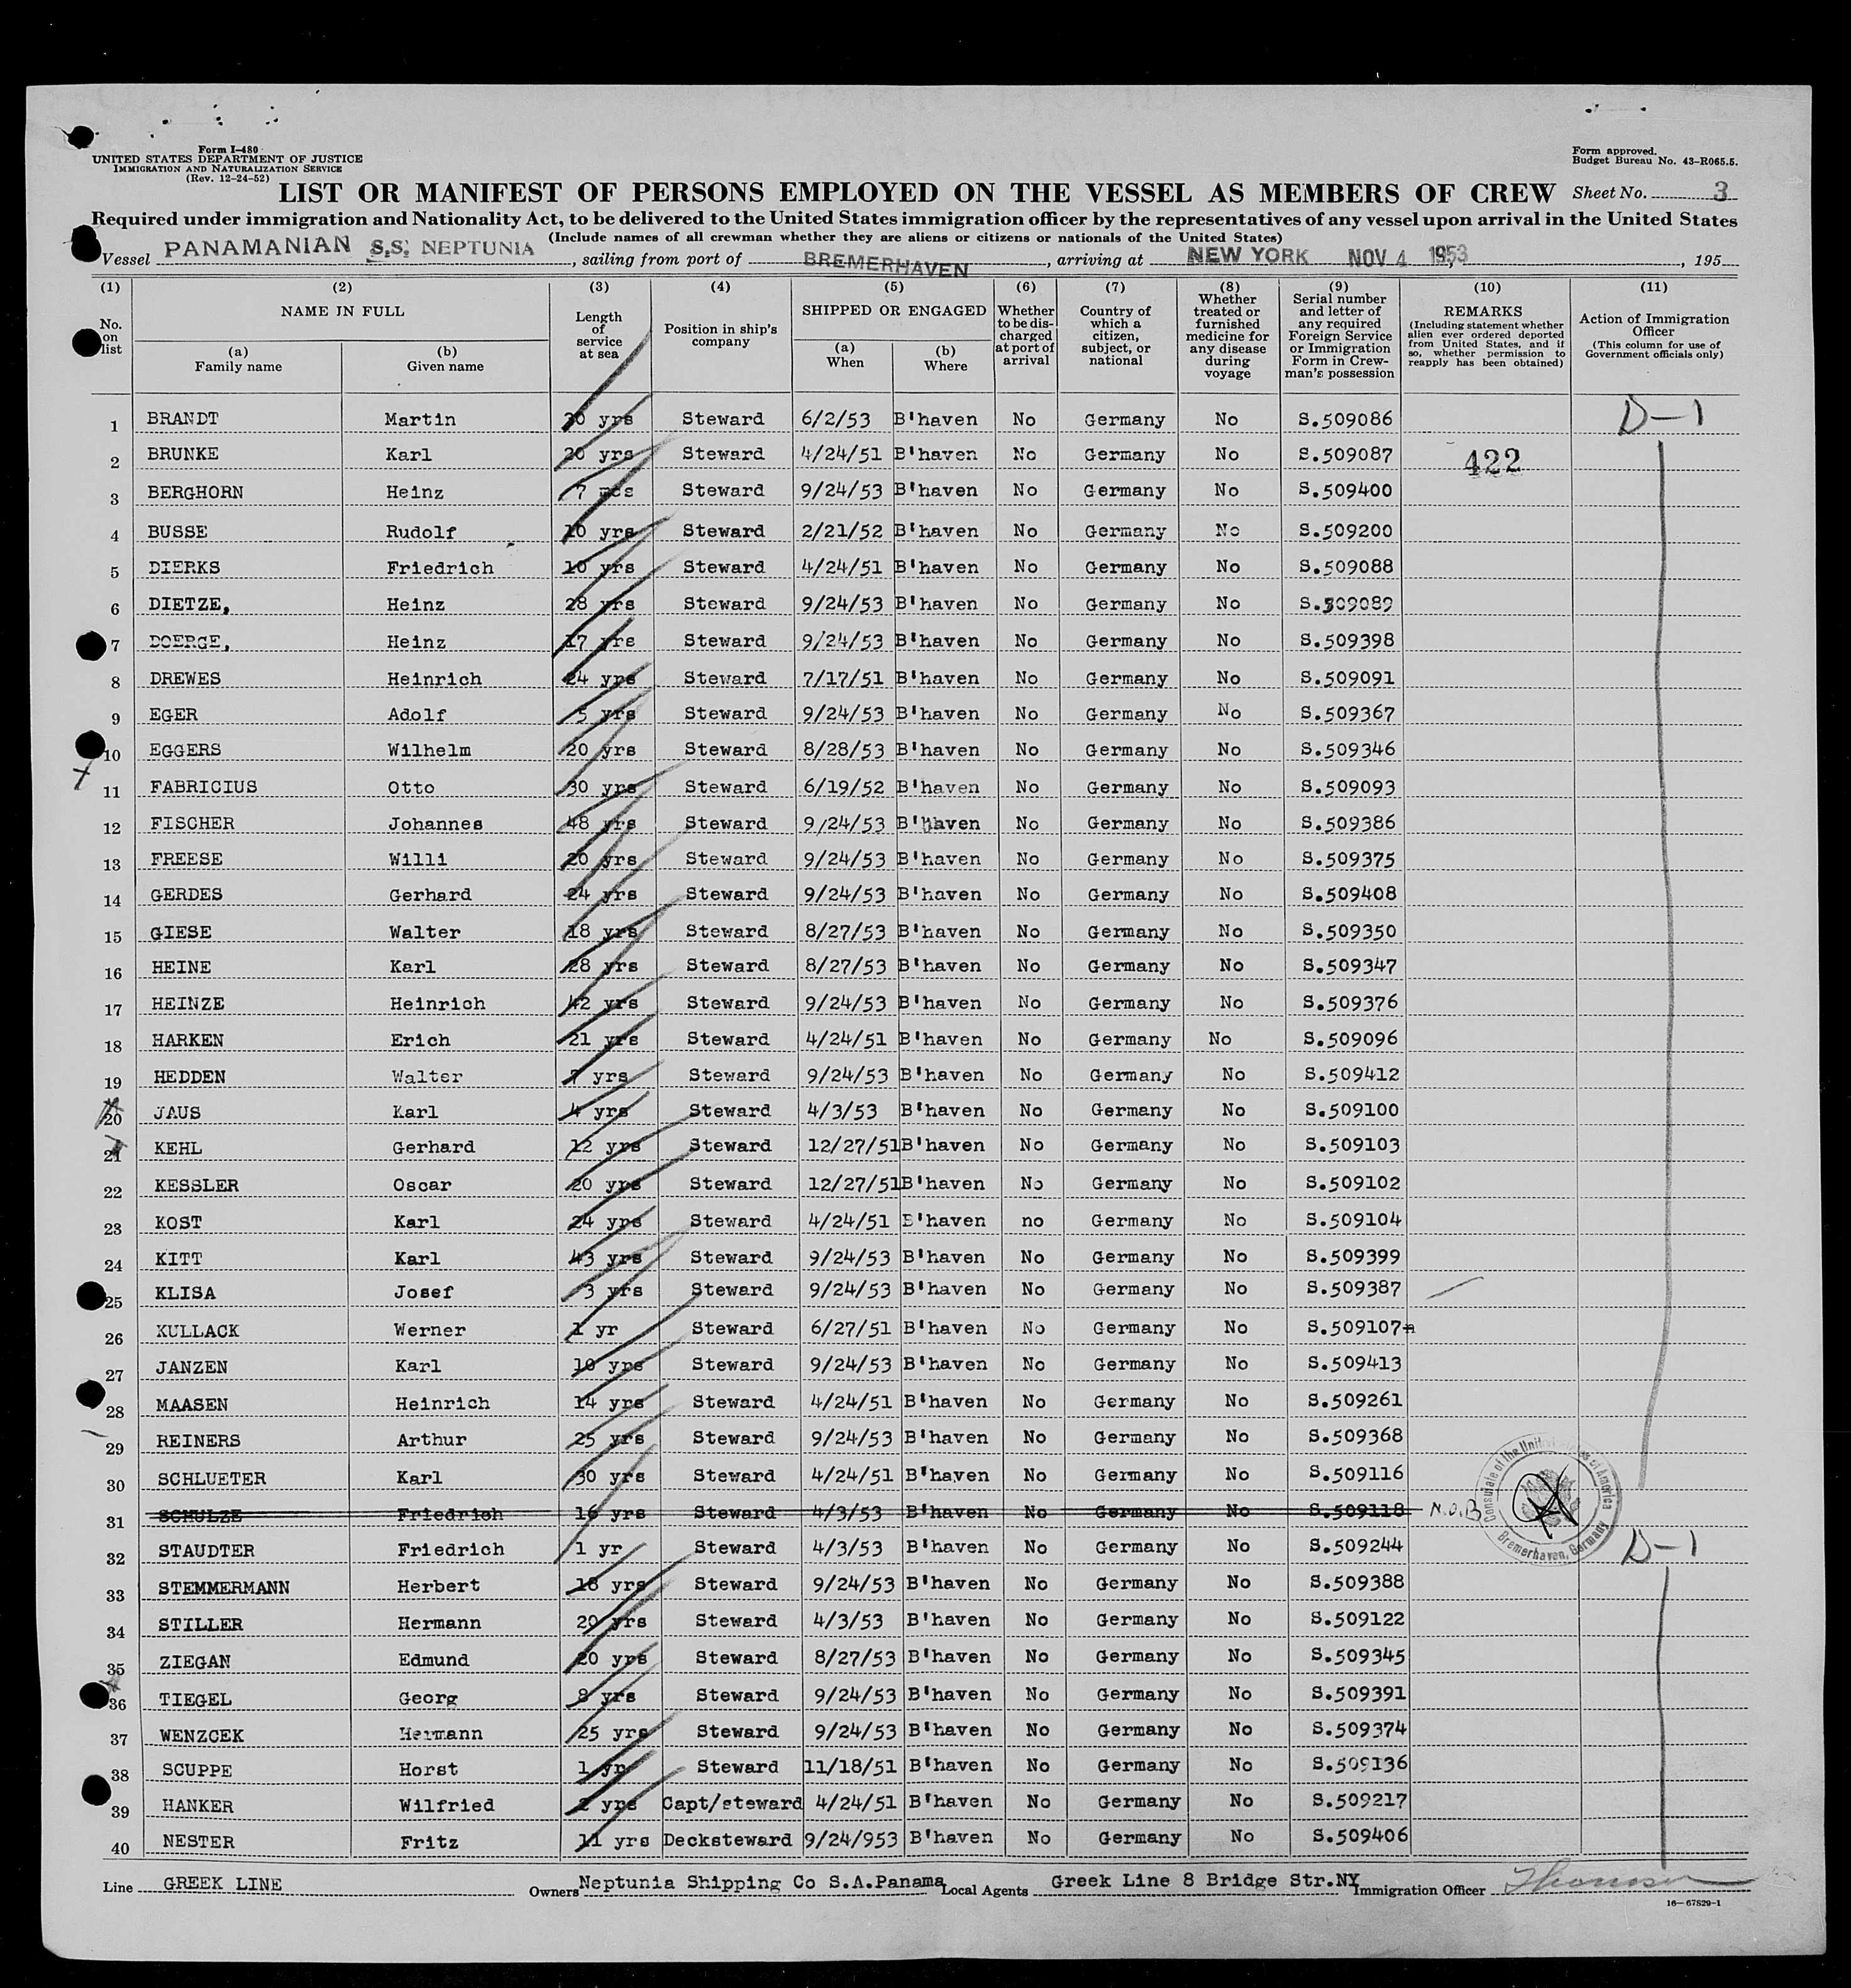 Form I-480
UNITED STATES DEPARTMENT OF JUSTICE
IMMIGRATION AND NATURALIZATION SERVICE
(Rev. 12-24-52)
Form approved.
Budget Bureau No. 43-R065.5.
LIST OR MANIFEST OF PERSONS EMPLOYED ON THE VESSEL AS MEMBERS OF CREW Sheet No. 3
Required under immigration and Nationality Act, to be delivered to the United States immigration officer by the representatives of any vessel upon arrival in the United States
(Include names of all crewman whether they are aliens or citizens or nationals of the United States)
Vessel PANAMANIAN S.S. NEPTUNIA, sailing from port of BREMERHAVEN, arriving at NEW YORK NOV 4 1953, 195
(1) (2) (3) (4) (5) (6) (7) (8) (9) (10) (11)
No. on list
NAME IN FULL
(a) Family name
(b) Given name
Length of service at sea
Position in ship's company
SHIPPED OR ENGAGED
(a) When
(b) Where
Whether to be discharged at port of arrival
Country of which a citizen, subject, or national
Whether treated or furnished medicine for any disease during voyage
Serial number and letter of any required Foreign Service or Immigration Form in Crewman's possession
REMARKS
(Including statement whether alien ever ordered deported from United States, and if so, whether permission to reapply has been obtained)
Action of Immigration Officer
(This column for use of Government officials only)
1 BRANDT Martin 30 yrs Steward 6/2/53 B'haven No Germany No S.509086 D-1
2 BRUNKE Karl 20 yrs Steward 4/24/51 B'haven No Germany No S.509087 422
3 BERGHORN Heinz 7 mcs Steward 9/24/53 B'haven No Germany No S.509400
4 BUSSE Rudolf 10 yrs Steward 2/21/52 B'haven No Germany No S.509200
5 DIERKS Friedrich 10 yrs Steward 4/24/51 B'haven No Germany No S.509088
6 DIETZE, Heinz 28 yrs Steward 9/24/53 B'haven No Germany No S.509089
7 DOERGE, Heinz 17 yrs Steward 9/24/53 B'haven No Germany No S.509398
8 DREWES Heinrich 24 yrs Steward 7/17/51 B'haven No Germany No S.509091
9 EGER Adolf 5 yrs Steward 9/24/53 B'haven No Germany No S.509367
10 EGGERS Wilhelm 20 yrs Steward 8/28/53 B'haven No Germany No S.509346
11 FABRICIUS Otto 30 yrs Steward 6/19/52 B'haven No Germany No S.509093
12 FISCHER Johannes 48 yrs Steward 9/24/53 B'haven No Germany No S.509386
13 FREESE Willi 20 yrs Steward 9/24/53 B'haven No Germany No S.509375
14 GERDES Gerhard 24 yrs Steward 9/24/53 B'haven No Germany No S.509408
15 GIESE Walter 18 yrs Steward 8/27/53 B'haven No Germany No S.509350
16 HEINE Karl 28 yrs Steward 8/27/53 B'haven No Germany No S.509347
17 HEINZE Heinrich 42 yrs Steward 9/24/53 B'haven No Germany No S.509376
18 HARKEN Erich 21 yrs Steward 4/24/51 B'haven No Germany No S.509096
19 HEDDEN Walter 7 yrs Steward 9/24/53 B'haven No Germany No S.509412
20 JAUS Karl 4 yrs Steward 4/3/53 B'haven No Germany No S.509100
21 KEHL Gerhard 12 yrs Steward 12/27/51 B'haven No Germany No S.509103
22 KESSLER Oscar 20 yrs Steward 12/27/51 B'haven No Germany No S.509102
23 KOST Karl 24 yrs Steward 4/24/51 B'haven no Germany No S.509104
24 KITT Karl 43 yrs Steward 9/24/53 B'haven No Germany No S.509399
25 KLISA Josef 3 yrs Steward 9/24/53 B'haven No Germany No S.509387
26 KULLACK Werner 1 yr Steward 6/27/51 B'haven No Germany No S.509107
27 JANZEN Karl 10 yrs Steward 9/24/53 B'haven No Germany No S.509413
28 MAASEN Heinrich 14 yrs Steward 4/24/51 B'haven No Germany No S.509261
29 REINERS Arthur 25 yrs Steward 9/24/53 B'haven No Germany No S.509368
30 SCHLUETER Karl 30 yrs Steward 4/24/51 B'haven No Germany No S.509116
31 SCHULZE Friedrich 16 yrs Steward 4/3/53 B'haven No Germany No S.509118 N.O.B
Consulate of the United States of America
Bremerhaven, Germany
32 STAUDTER Friedrich 1 yr Steward 4/3/53 B'haven No Germany No S.509244 D-1
33 STEMMERMANN Herbert 18 yrs Steward 9/24/53 B'haven No Germany No S.509388
34 STILLER Hermann 20 yrs Steward 4/3/53 B'haven No Germany No S.509122
35 ZIEGAN Edmund 20 yrs Steward 8/27/53 B'haven No Germany No S.509345
36 TIEGEL Georg 8 yrs Steward 9/24/53 B'haven No Germany No S.509391
37 WENZCEK Hermann 25 yrs Steward 9/24/53 B'haven No Germany No S.509374
38 SCUPPE Horst 1 yr Steward 11/18/51 B'haven No Germany No S.509136
39 HANKER Wilfried 2 yrs Capt/steward 4/24/51 B'haven No Germany No S.509217
40 NESTER Fritz 11 yrs Decksteward 9/24/953 B'haven No Germany No S.509406
Line GREEK LINE Owners Neptunia Shipping Co S.A.Panama Local Agents Greek Line 8 Bridge Str.NY Immigration Officer
16-67829-1